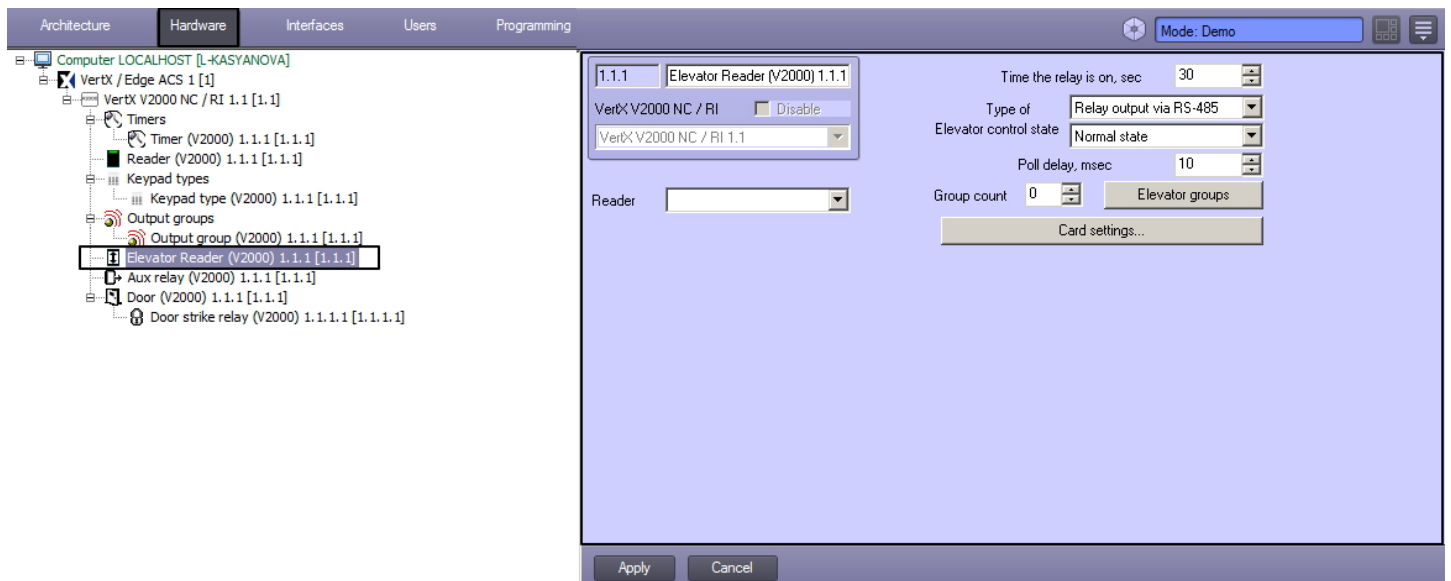 Architecture Hardware Interfaces Users Programming
Mode: Demo
Computer LOCALHOST [L-KASYANOVA]
VertX / Edge ACS 1 [1]
VertX V2000 NC / RI 1.1 [1.1]
Timers
Timer (V2000) 1.1.1 [1.1.1]
Reader (V2000) 1.1.1 [1.1.1]
Keypad types
Keypad type (V2000) 1.1.1 [1.1.1]
Output groups
Output group (V2000) 1.1.1 [1.1.1]
Elevator Reader (V2000) 1.1.1 [1.1.1]
Aux relay (V2000) 1.1.1 [1.1.1]
Door (V2000) 1.1.1 [1.1.1]
Door strike relay (V2000) 1.1.1.1 [1.1.1.1]
1.1.1 Elevator Reader (V2000) 1.1.1
VertX V2000 NC / RI Disable
VertX V2000 NC / RI 1.1
Reader
Time the relay is on, sec 30
Type of Relay output via RS-485
Elevator control state Normal state
Poll delay, msec 10
Group count 0 Elevator groups
Card settings...
Apply Cancel